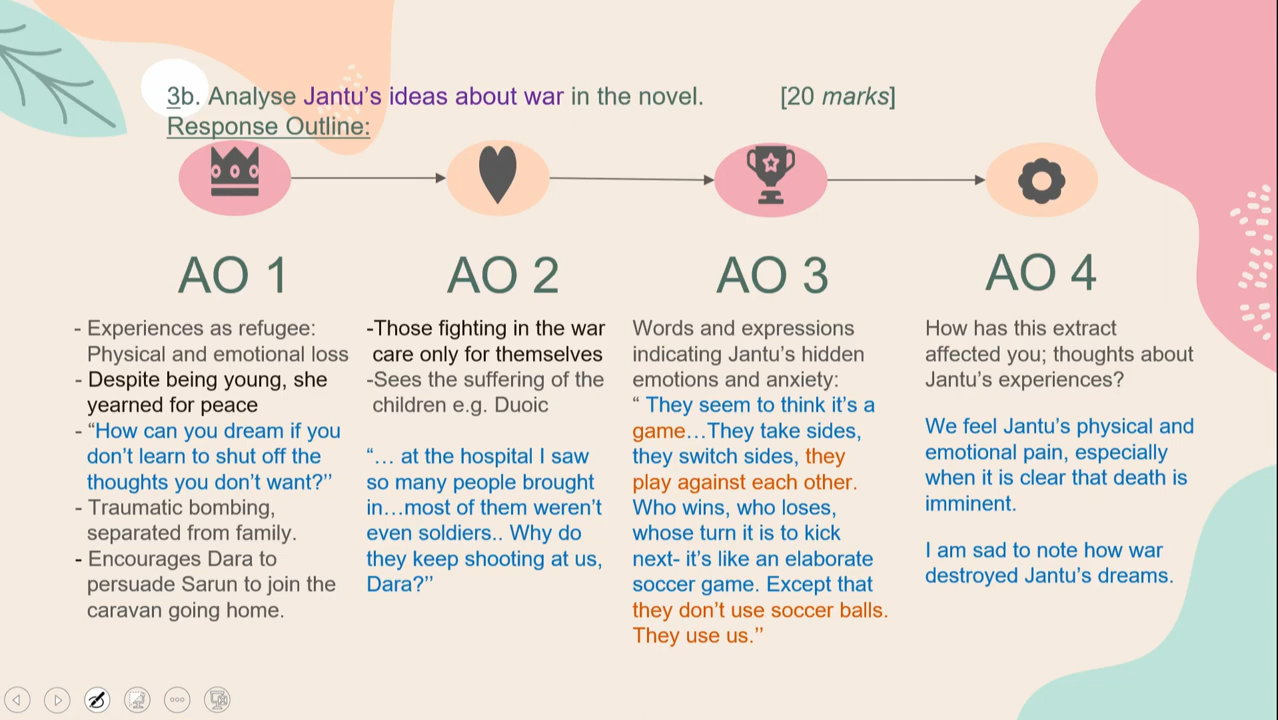 3b. Analyse Jantu’s ideas about war in the novel. [20 marks]
Response Outline:
AO 1
- Experiences as refugee:
Physical and emotional loss
- Despite being young, she
yearned for peace
- “How can you dream if you
don’t learn to shut off the
thoughts you don’t want?’’
- Traumatic bombing,
separated from family.
- Encourages Dara to
persuade Sarun to join the
caravan going home.
AO 2
-Those fighting in the war
care only for themselves
-Sees the suffering of the
children e.g. Duoic
“… at the hospital I saw
so many people brought
in…most of them weren’t
even soldiers.. Why do
they keep shooting at us,
Dara?’’
AO 3
Words and expressions
indicating Jantu’s hidden
emotions and anxiety:
“ They seem to think it’s a
game…They take sides,
they switch sides, they
play against each other.
Who wins, who loses,
whose turn it is to kick
next- it’s like an elaborate
soccer game. Except that
they don’t use soccer balls.
They use us.’’
AO 4
How has this extract
affected you; thoughts about
Jantu’s experiences?
We feel Jantu’s physical and
emotional pain, especially
when it is clear that death is
imminent.
I am sad to note how war
destroyed Jantu’s dreams.